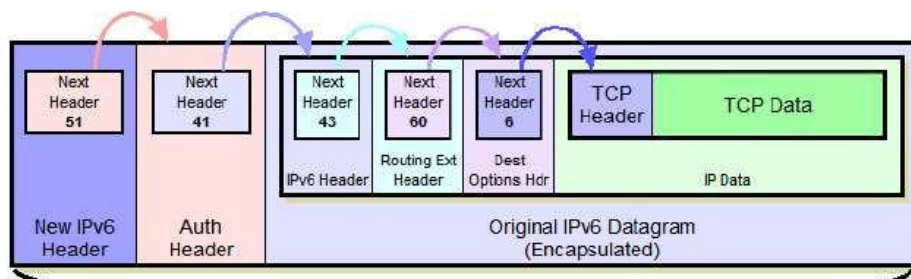 Next
Header
51
Next
Header
41
Next
Header
43
Next
Header
60
Next
Header
6
TCP
Header
TCP Data
IPv6 Header
Routing Ext
Header
Dest
Options Hdr
IP Data
New IPv6
Header
Auth
Header
Original IPv6 Datagram
(Encapsulated)